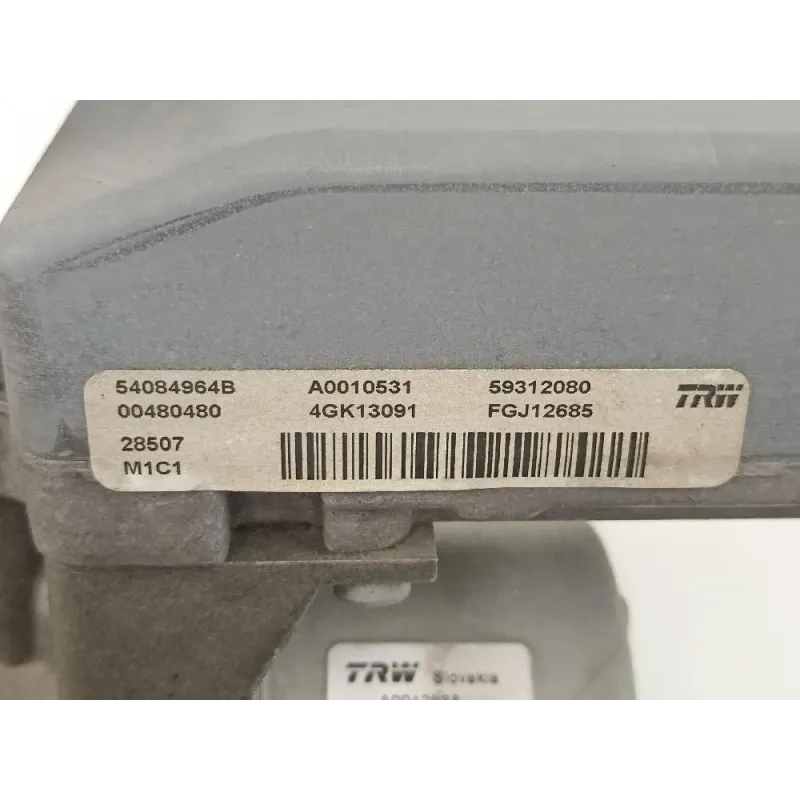 54084964B A0010531 59312080 TRW
00480480 4GK13091 FGJ12685
28507
M1C1
TRW Slovakia